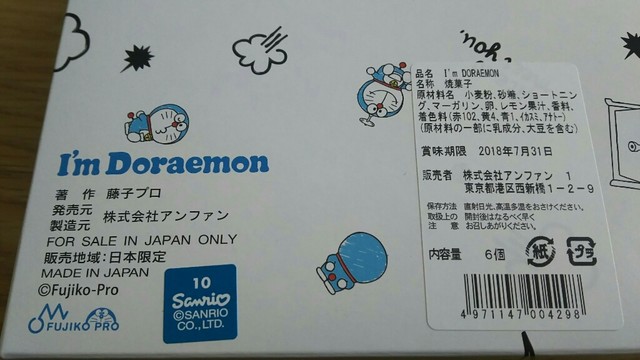 you!
I'm Doraemon
著　作　藤子プロ
発売元
製造元　株式会社アンファン
FOR SALE IN JAPAN ONLY
販売地域:日本限定
MADE IN JAPAN
©Fujiko-Pro
FUJIKO PRO
10
Sanrio
©SANRIO
CO.,LTD.
品名　I'm DORAEMON
名称　焼菓子
原材料名　小麦粉、砂糖、ショートニン
グ、マーガリン、卵、レモン果汁、香料、
着色料(赤102、黄4、青1、イカスミ、アナトー)
(原材料の一部に乳成分、大豆を含む)
賞味期限　2018年7月31日
販売者　株式会社アンファン　1
東京都港区西新橋1-2-9
保存方法　直射日光、高温多湿をおさけください。
取扱上の　開封後はなるべく早く
注　意　お召しあがりください。
内容量　6個　紙　プラ
4971147004298